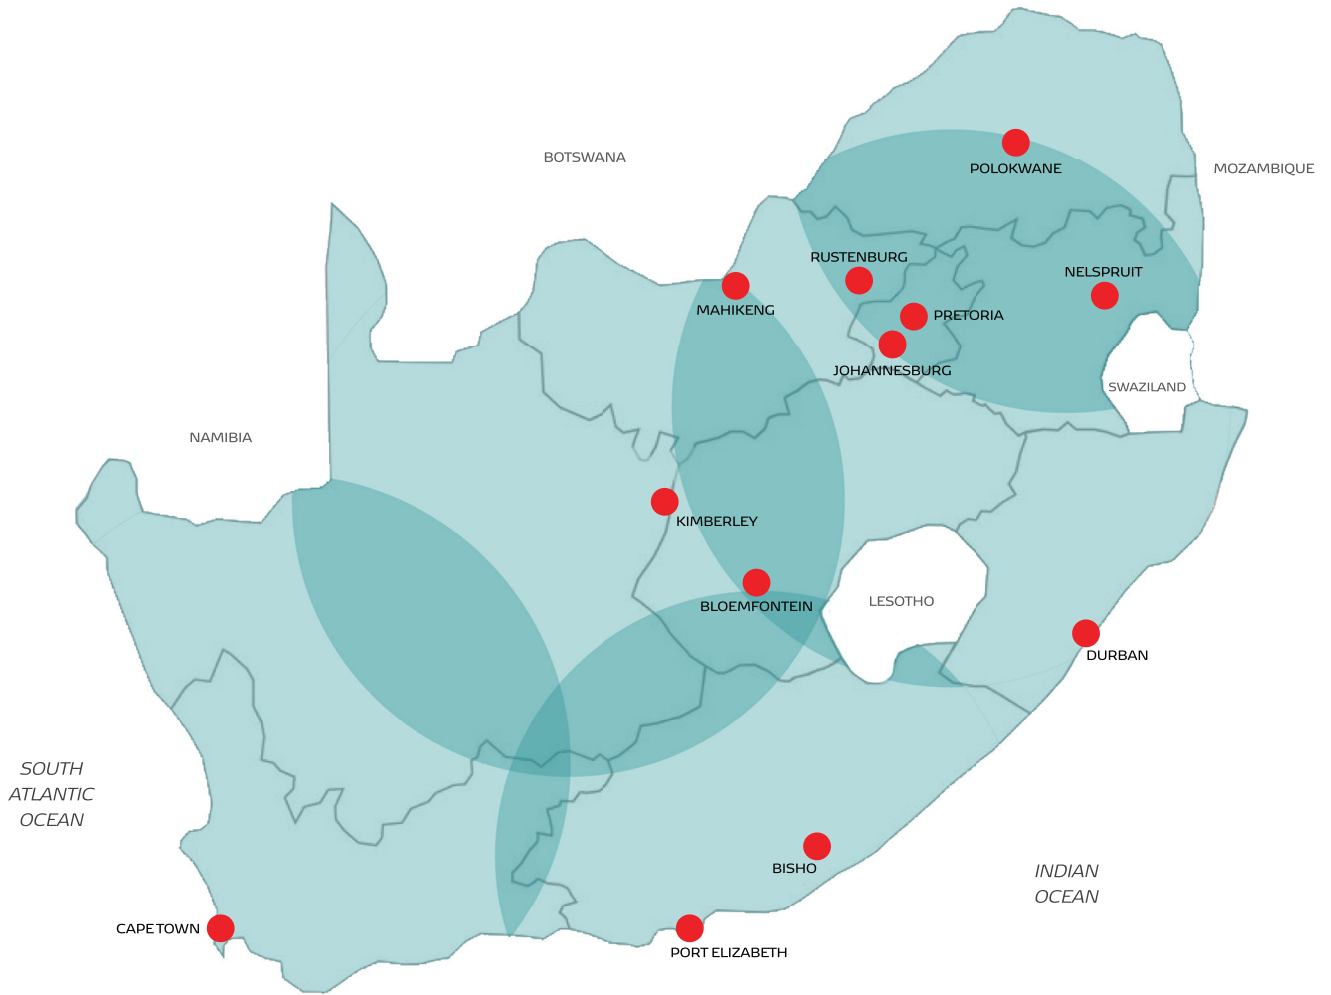 BOTSWANA
MOZAMBIQUE
POLOKWANE
RUSTENBURG
NELSPRUIT
MAHIKENG
PRETORIA
JOHANNESBURG
SWAZILAND
NAMIBIA
KIMBERLEY
BLOEMFONTEIN
LESOTHO
DURBAN
SOUTH
ATLANTIC
OCEAN
BISHO
INDIAN
OCEAN
CAPE TOWN
PORT ELIZABETH